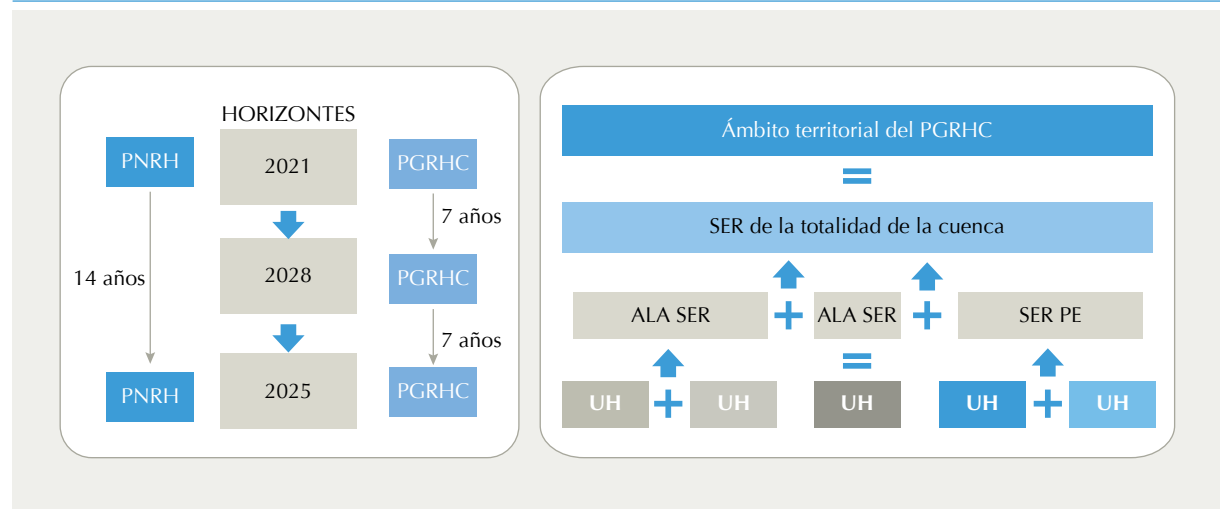 HORIZONTES
PNRH
2021
PGRHC
7 años
14 años
2028
PGRHC
7 años
PNRH
2025
PGRHC
Ámbito territorial del PGRHC
=
SER de la totalidad de la cuenca
ALA SER + ALA SER + SER PE
=
UH + UH UH UH + UH